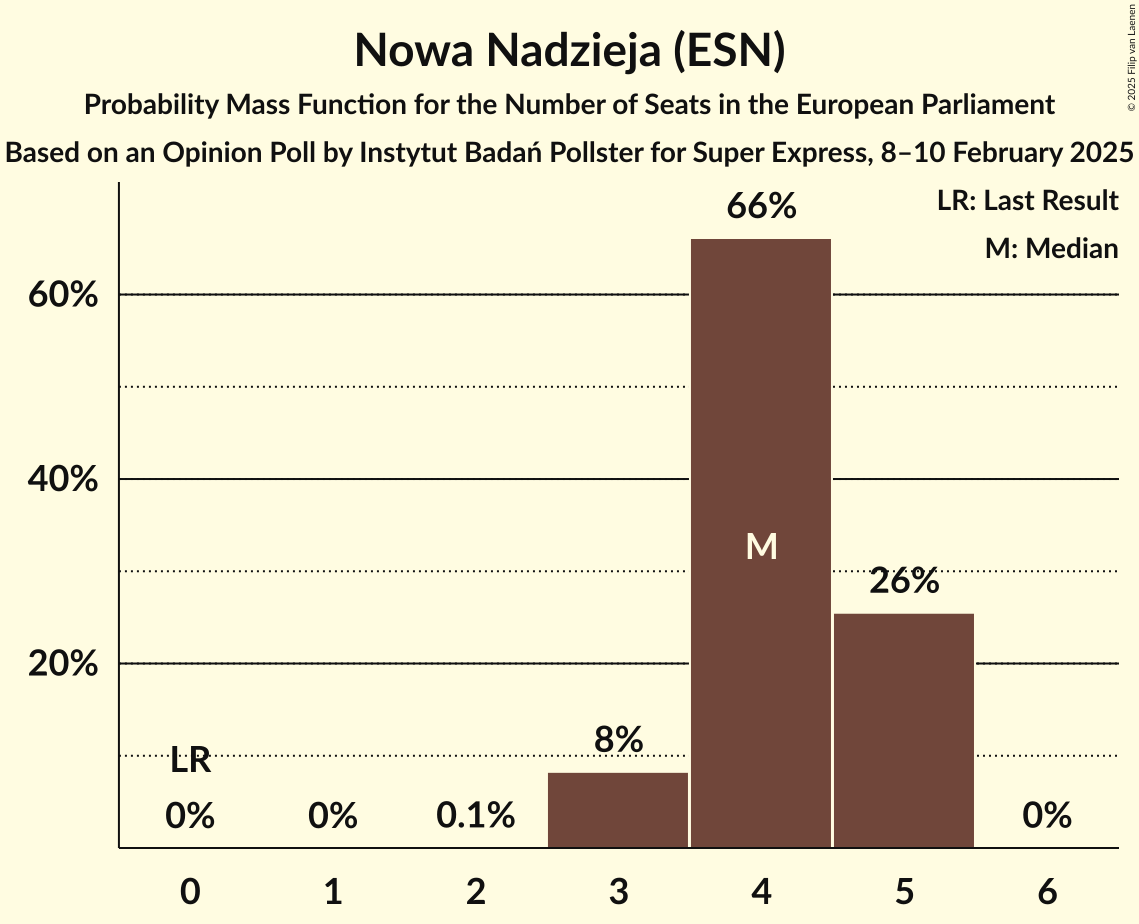 Nowa Nadzieja (ESN)
Probability Mass Function for the Number of Seats in the European Parliament
Based on an Opinion Poll by Instytut Badań Pollster for Super Express, 8–10 February 2025
© 2025 Filip van Laenen
LR: Last Result
M: Median
66%
60%
40%
M
26%
20%
8%
LR
0%
0%
0.1%
0%
0 1 2 3 4 5 6